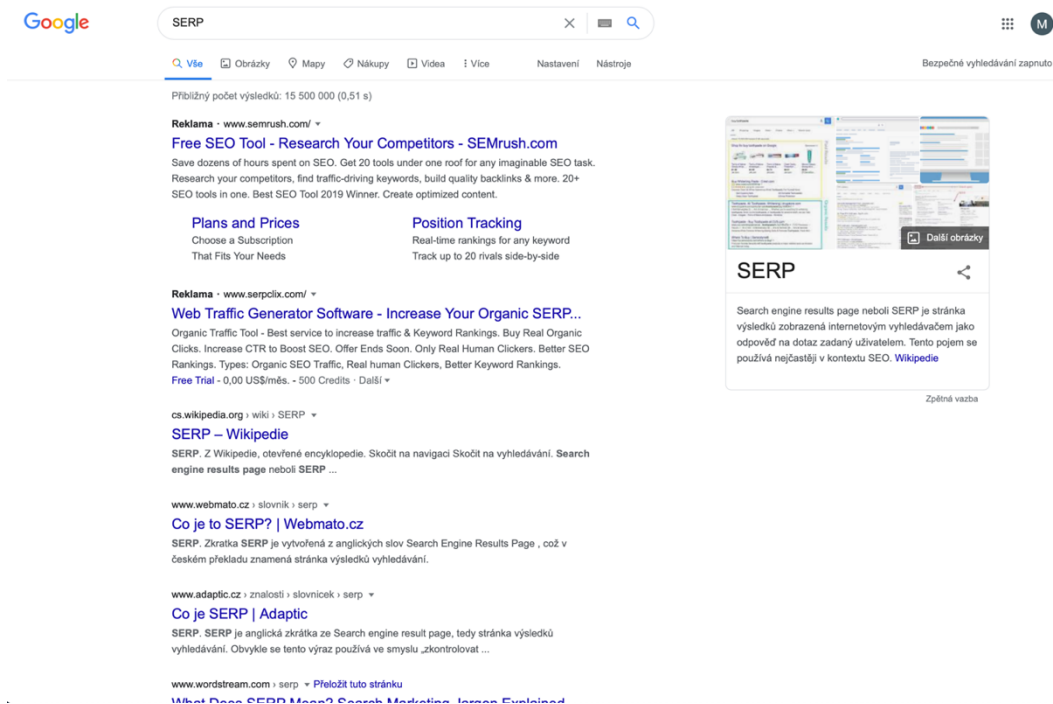 Google
SERP
M
Vše Obrázky Mapy Nákupy Videa Více Nastavení Nástroje
Bezpečné vyhledávání zapnuto
Přibližný počet výsledků: 15 500 000 (0,51 s)
Reklama · www.semrush.com/
Free SEO Tool - Research Your Competitors - SEMrush.com
Save dozens of hours spent on SEO. Get 20 tools under one roof for any imaginable SEO task.
Research your competitors, find traffic-driving keywords, build quality backlinks & more. 20+
SEO tools in one. Best SEO Tool 2019 Winner. Create optimized content.
Plans and Prices
Choose a Subscription
That Fits Your Needs
Position Tracking
Real-time rankings for any keyword
Track up to 20 rivals side-by-side
Reklama · www.serpclix.com/
Web Traffic Generator Software - Increase Your Organic SERP...
Organic Traffic Tool - Best service to increase traffic & Keyword Rankings. Buy Real Organic
Clicks. Increase CTR to Boost SEO. Offer Ends Soon. Only Real Human Clickers. Better SEO
Rankings. Types: Organic SEO Traffic, Real human Clickers, Better Keyword Rankings.
Free Trial - 0,00 US$/měs. - 500 Credits · Další
cs.wikipedia.org › wiki › SERP
SERP – Wikipedie
SERP. Z Wikipedie, otevřené encyklopedie. Skočit na navigaci Skočit na vyhledávání. Search
engine results page neboli SERP ...
www.webmato.cz › slovnik › serp
Co je to SERP? | Webmato.cz
SERP. Zkratka SERP je vytvořená z anglických slov Search Engine Results Page , což v
českém překladu znamená stránka výsledků vyhledávání.
www.adaptic.cz › znalosti › slovnicek › serp
Co je SERP | Adaptic
SERP. SERP je anglická zkrátka ze Search engine result page, tedy stránka výsledků
vyhledávání. Obvykle se tento výraz používá ve smyslu „zkontrolovat ...
www.wordstream.com › serp Přeložit tuto stránku
What Does SERP Mean? Search Marketing Jargon Explained
Další obrázky
SERP
Search engine results page neboli SERP je stránka
výsledků zobrazená internetovým vyhledávačem jako
odpověď na dotaz zadaný uživatelem. Tento pojem se
používá nejčastěji v kontextu SEO. Wikipedie
Zpětná vazba